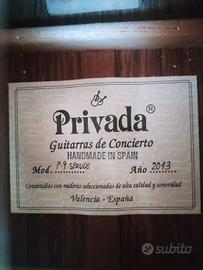 Privada®
Guitarras de Concierto
HANDMADE IN SPAIN
Mod. P-9 SPRUCE Año 2013
Construidas con maderas seleccionadas de alta calidad y sonoridad
Valencia - España
subito